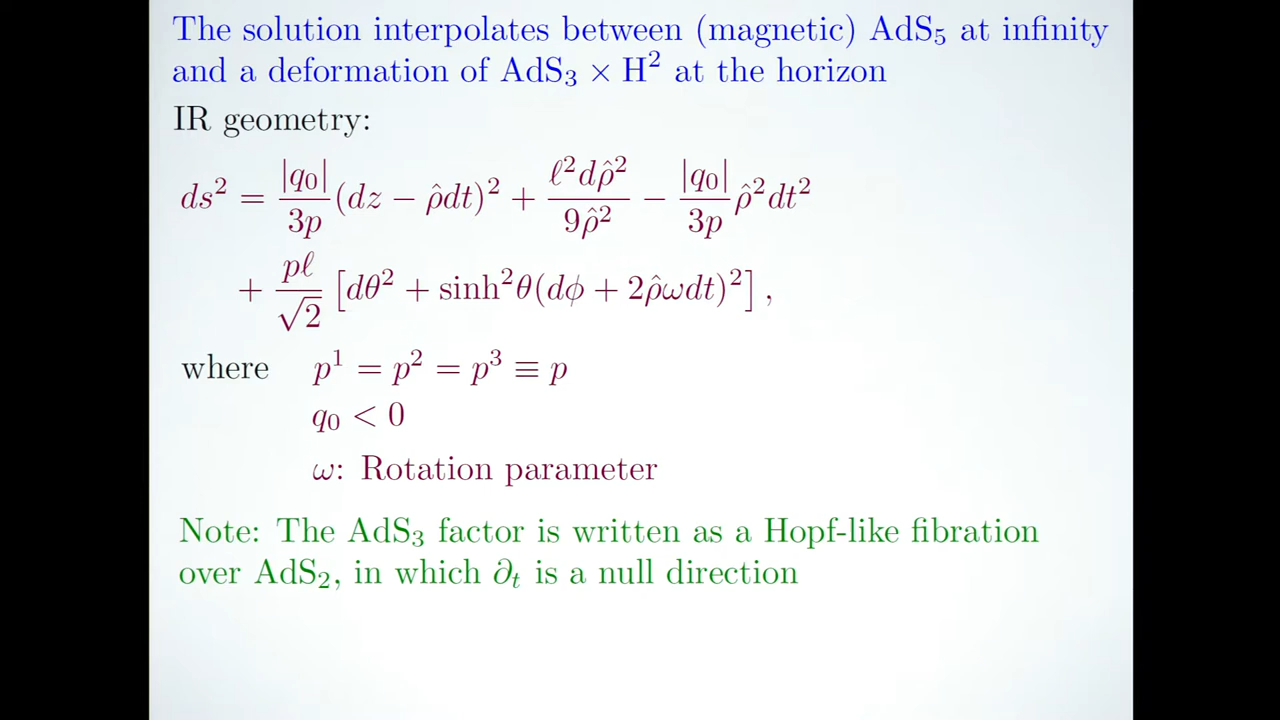 The solution interpolates between (magnetic) AdS₅ at infinity
and a deformation of AdS₃ × H² at the horizon
IR geometry:
ds² = |q₀|/3p (dz − ρ̂dt)² + ℓ²dρ̂²/9ρ̂² − |q₀|/3p ρ̂²dt²
+ pℓ/√2 [dθ² + sinh²θ(dϕ + 2ρ̂ωdt)²] ,
where p¹ = p² = p³ ≡ p
q₀ < 0
ω: Rotation parameter
Note: The AdS₃ factor is written as a Hopf-like fibration
over AdS₂, in which ∂ₜ is a null direction